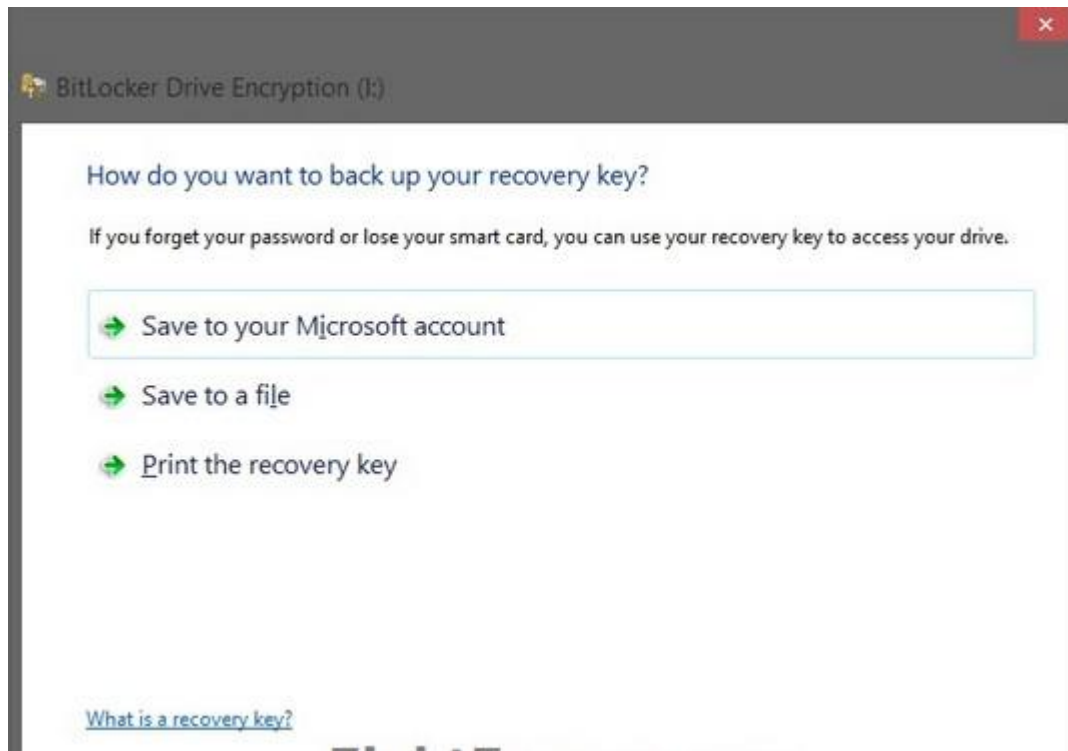 BitLocker Drive Encryption (I:)
How do you want to back up your recovery key?
If you forget your password or lose your smart card, you can use your recovery key to access your drive.
Save to your Microsoft account
Save to a file
Print the recovery key
What is a recovery key?